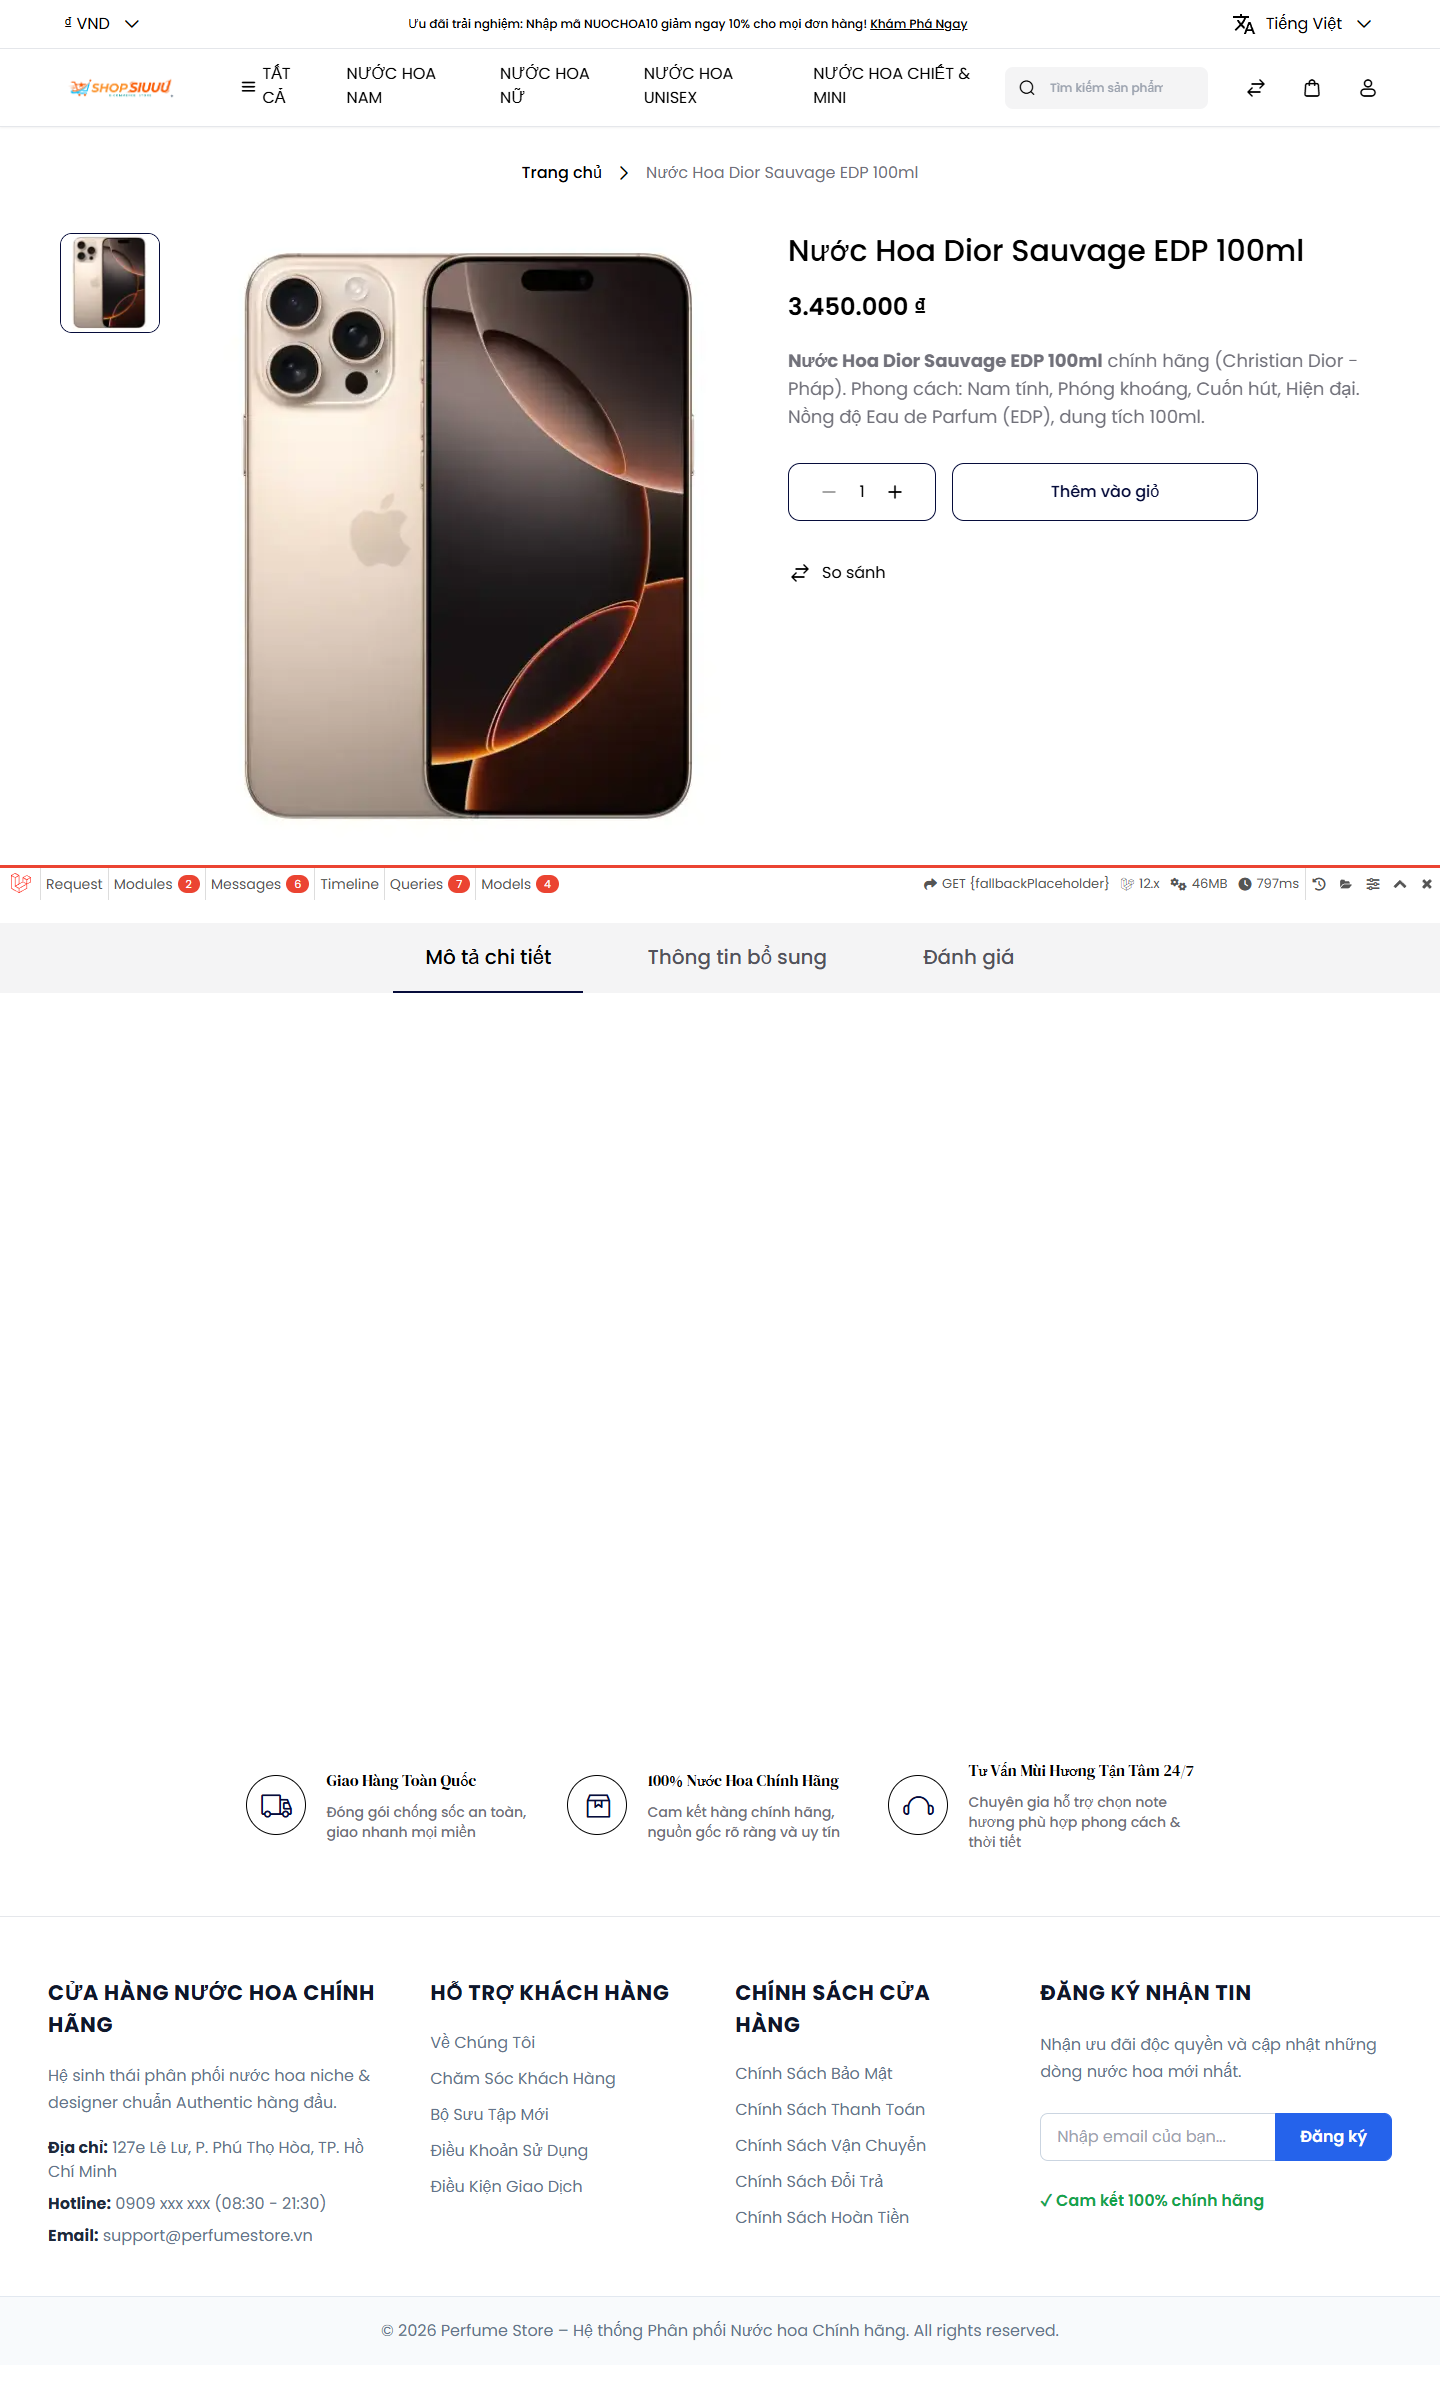 ₫ VND
Ưu đãi trải nghiệm: Nhập mã NUOCHOA10 giảm ngay 10% cho mọi đơn hàng! Khám Phá Ngay
Tiếng Việt
SHOP SIUUU
TẤT CẢ
NƯỚC HOA NAM
NƯỚC HOA NỮ
NƯỚC HOA UNISEX
NƯỚC HOA CHIẾT & MINI
Tìm kiếm sản phẩm
Trang chủ
Nước Hoa Dior Sauvage EDP 100ml
Nước Hoa Dior Sauvage EDP 100ml
3.450.000 ₫
Nước Hoa Dior Sauvage EDP 100ml chính hãng (Christian Dior -
Pháp). Phong cách: Nam tính, Phóng khoáng, Cuốn hút, Hiện đại.
Nồng độ Eau de Parfum (EDP), dung tích 100ml.
1
Thêm vào giỏ
So sánh
Request
Modules 2
Messages 6
Timeline
Queries 7
Models 4
GET {fallbackPlaceholder}
12.x
46MB
797ms
Mô tả chi tiết
Thông tin bổ sung
Đánh giá
Giao Hàng Toàn Quốc
Đóng gói chống sốc an toàn,
giao nhanh mọi miền
100% Nước Hoa Chính Hãng
Cam kết hàng chính hãng,
nguồn gốc rõ ràng và uy tín
Tư Vấn Mùi Hương Tận Tâm 24/7
Chuyên gia hỗ trợ chọn note
hương phù hợp phong cách &
thời tiết
CỬA HÀNG NƯỚC HOA CHÍNH
HÃNG
Hệ sinh thái phân phối nước hoa niche &
designer chuẩn Authentic hàng đầu.
Địa chỉ: 127e Lê Lư, P. Phú Thọ Hòa, TP. Hồ
Chí Minh
Hotline: 0909 xxx xxx (08:30 - 21:30)
Email: support@perfumestore.vn
HỖ TRỢ KHÁCH HÀNG
Về Chúng Tôi
Chăm Sóc Khách Hàng
Bộ Sưu Tập Mới
Điều Khoản Sử Dụng
Điều Kiện Giao Dịch
CHÍNH SÁCH CỬA
HÀNG
Chính Sách Bảo Mật
Chính Sách Thanh Toán
Chính Sách Vận Chuyển
Chính Sách Đổi Trả
Chính Sách Hoàn Tiền
ĐĂNG KÝ NHẬN TIN
Nhận ưu đãi độc quyền và cập nhật những
dòng nước hoa mới nhất.
Nhập email của bạn...
Đăng ký
✓ Cam kết 100% chính hãng
© 2026 Perfume Store – Hệ thống Phân phối Nước hoa Chính hãng. All rights reserved.